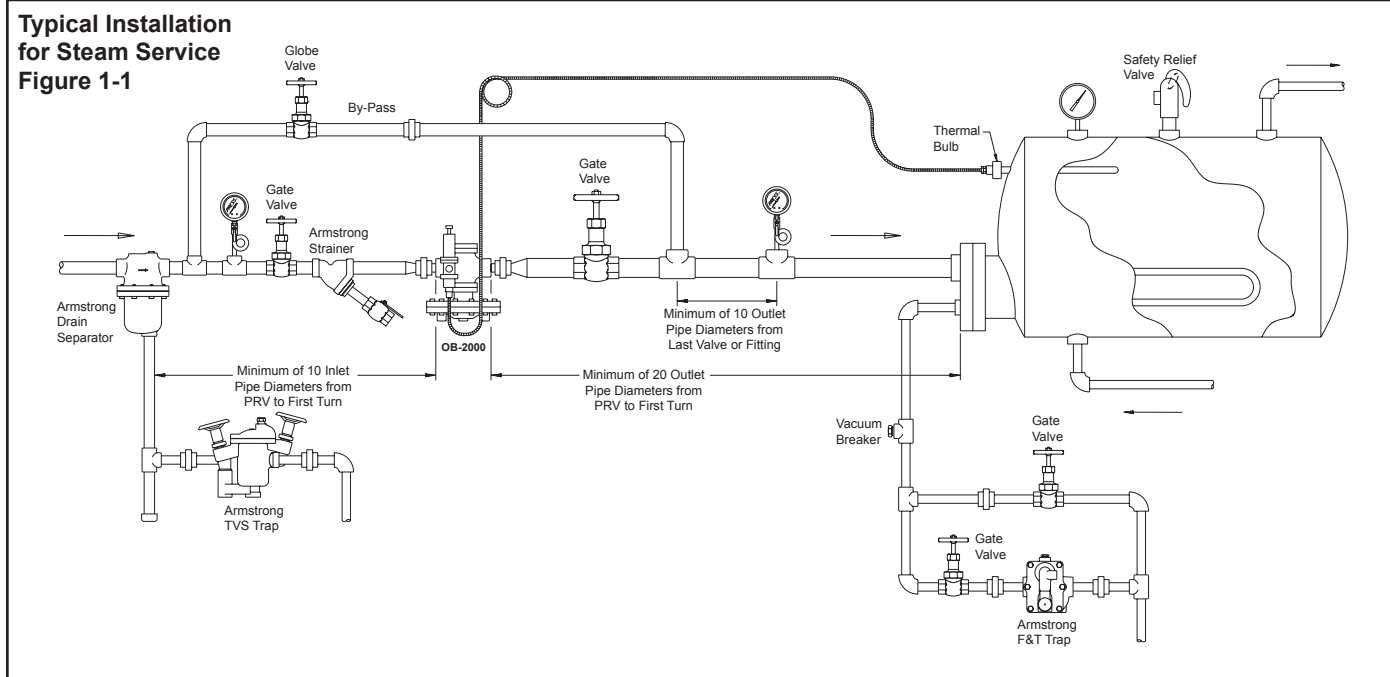 Typical Installation
for Steam Service
Figure 1-1
Globe
Valve
By-Pass
Safety Relief
Valve
Thermal
Bulb
Gate
Valve
Gate
Valve
Armstrong
Strainer
Armstrong
Drain
Separator
OB-2000
Minimum of 10 Outlet
Pipe Diameters from
Last Valve or Fitting
Minimum of 10 Inlet
Pipe Diameters from
PRV to First Turn
Minimum of 20 Outlet
Pipe Diameters from
PRV to First Turn
Vacuum
Breaker
Gate
Valve
Armstrong
TVS Trap
Gate
Valve
Armstrong
F&T Trap